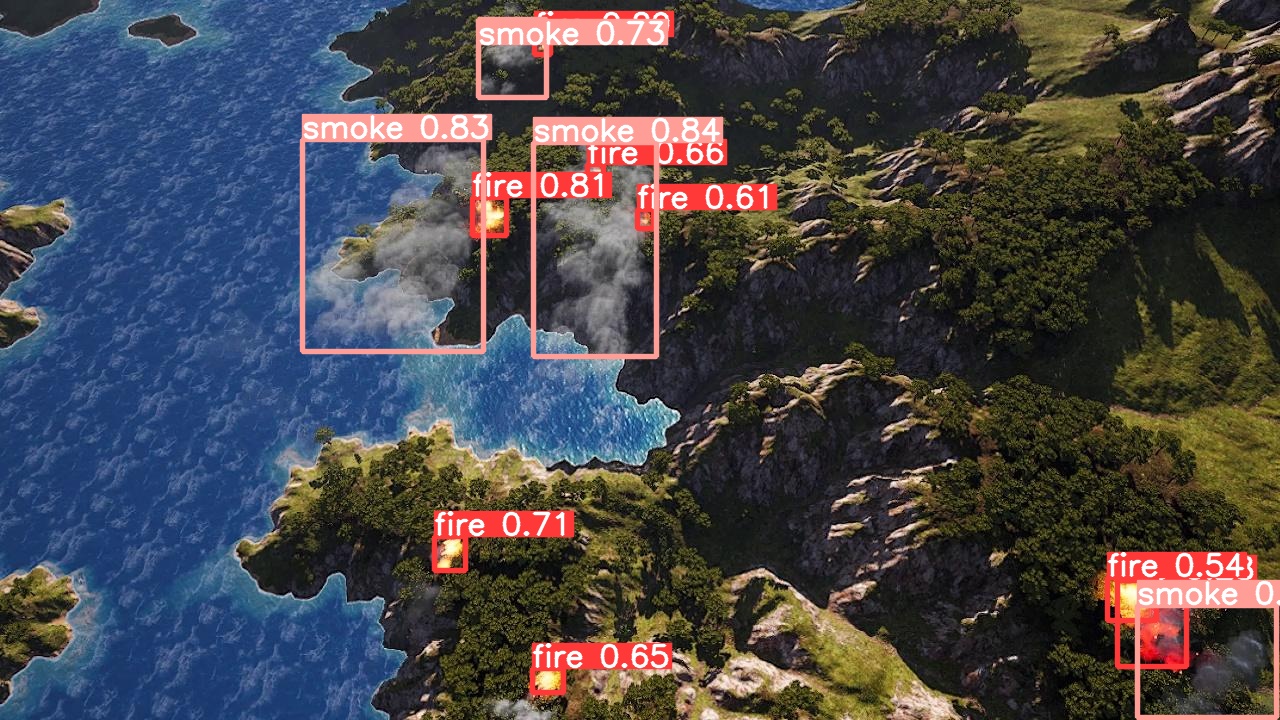 smoke 0.73
smoke 0.83
smoke 0.84
fire 0.66
fire 0.81
fire 0.61
fire 0.71
fire 0.54
smoke 0.
fire 0.65